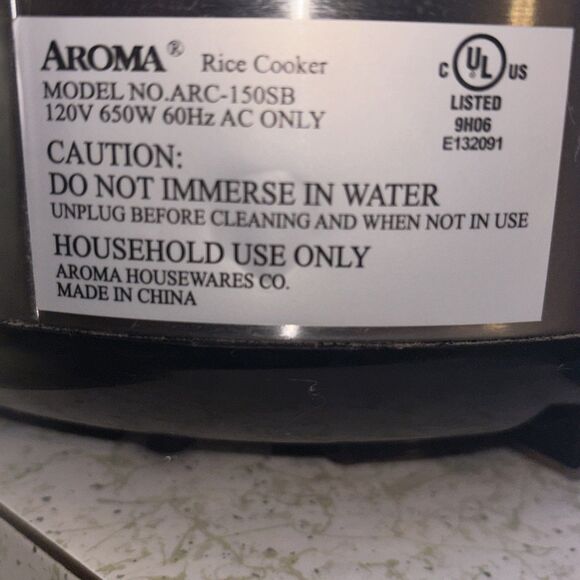 AROMA® Rice Cooker
MODEL NO.ARC-150SB
120V 650W 60Hz AC ONLY
C UL US
LISTED
9H06
E132091
CAUTION:
DO NOT IMMERSE IN WATER
UNPLUG BEFORE CLEANING AND WHEN NOT IN USE
HOUSEHOLD USE ONLY
AROMA HOUSEWARES CO.
MADE IN CHINA